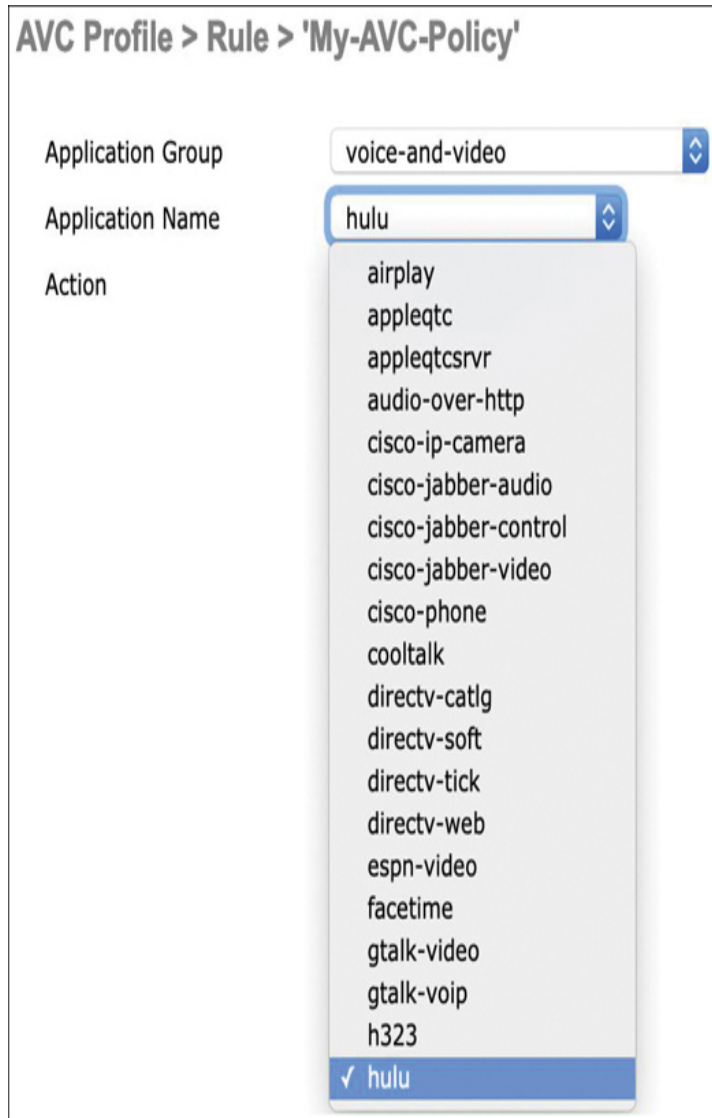 AVC Profile > Rule > 'My-AVC-Policy'
Application Group voice-and-video
Application Name hulu
Action
airplay
appleqtc
appleqtcsrvr
audio-over-http
cisco-ip-camera
cisco-jabber-audio
cisco-jabber-control
cisco-jabber-video
cisco-phone
cooltalk
directv-catlg
directv-soft
directv-tick
directv-web
espn-video
facetime
gtalk-video
gtalk-voip
h323
✓ hulu